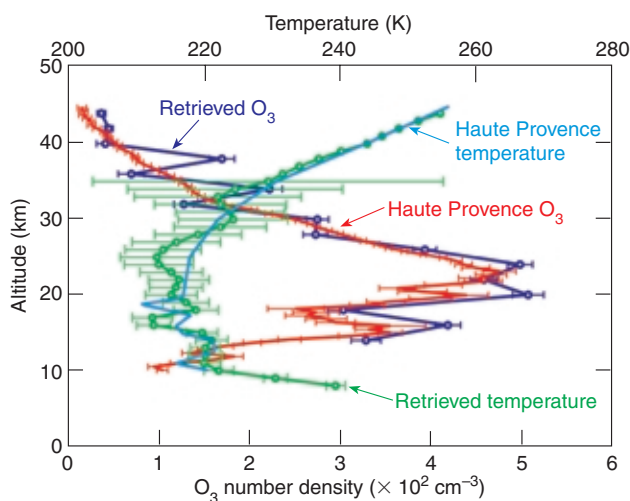 Temperature (K)
200 220 240 260 280
50
40
30
20
10
0
Altitude (km)
Retrieved O₃
Haute Provence
temperature
Haute Provence O₃
Retrieved temperature
0 1 2 3 4 5 6
O₃ number density (× 10² cm⁻³)